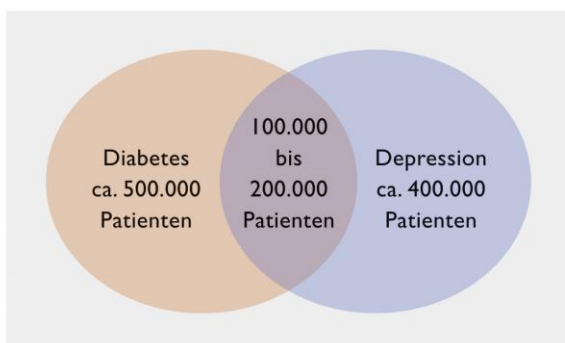 Diabetes
ca. 500.000
Patienten
100.000
bis
200.000
Patienten
Depression
ca. 400.000
Patienten